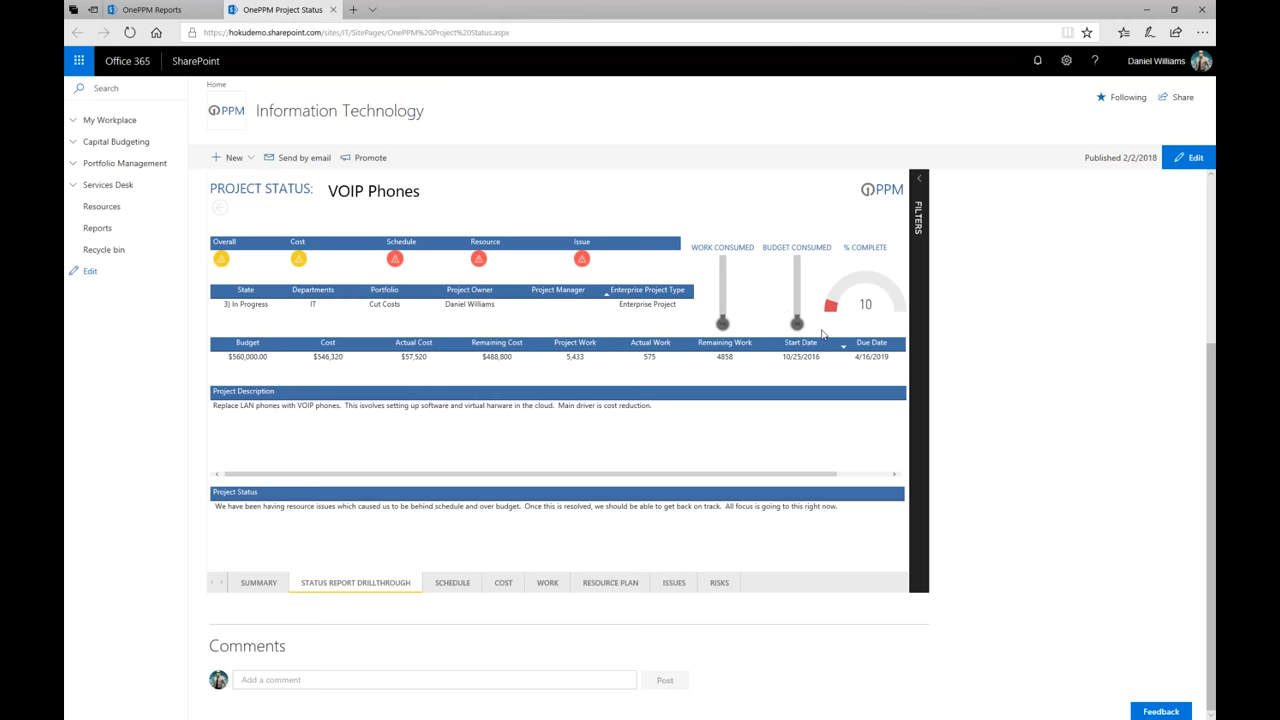 OnePPM Reports
OnePPM Project Status
https://hokudemo.sharepoint.com/sites/IT/SitePages/OnePPM%20Project%20Status.aspx
Office 365 SharePoint Daniel Williams
Search
My Workplace
Capital Budgeting
Portfolio Management
Services Desk
Resources
Reports
Recycle bin
Edit
Home
PPM Information Technology
Following Share
New Send by email Promote Published 2/2/2018 Edit
PROJECT STATUS: VOIP Phones PPM
FILTERS
Overall Cost Schedule Resource Issue
WORK CONSUMED BUDGET CONSUMED % COMPLETE
State Departments Portfolio Project Owner Project Manager Enterprise Project Type
3) In Progress IT Cut Costs Daniel Williams Enterprise Project
10
Budget Cost Actual Cost Remaining Cost Project Work Actual Work Remaining Work Start Date Due Date
$560,000.00 $546,320 $57,520 $488,800 5,433 575 4858 10/25/2016 4/16/2019
Project Description
Replace LAN phones with VOIP phones. This isvolves setting up software and virtual harware in the cloud. Main driver is cost reduction.
Project Status
We have been having resource issues which caused us to be behind schedule and over budget. Once this is resolved, we should be able to get back on track. All focus is going to this right now.
SUMMARY STATUS REPORT DRILLTHROUGH SCHEDULE COST WORK RESOURCE PLAN ISSUES RISKS
Comments
Add a comment Post
Feedback